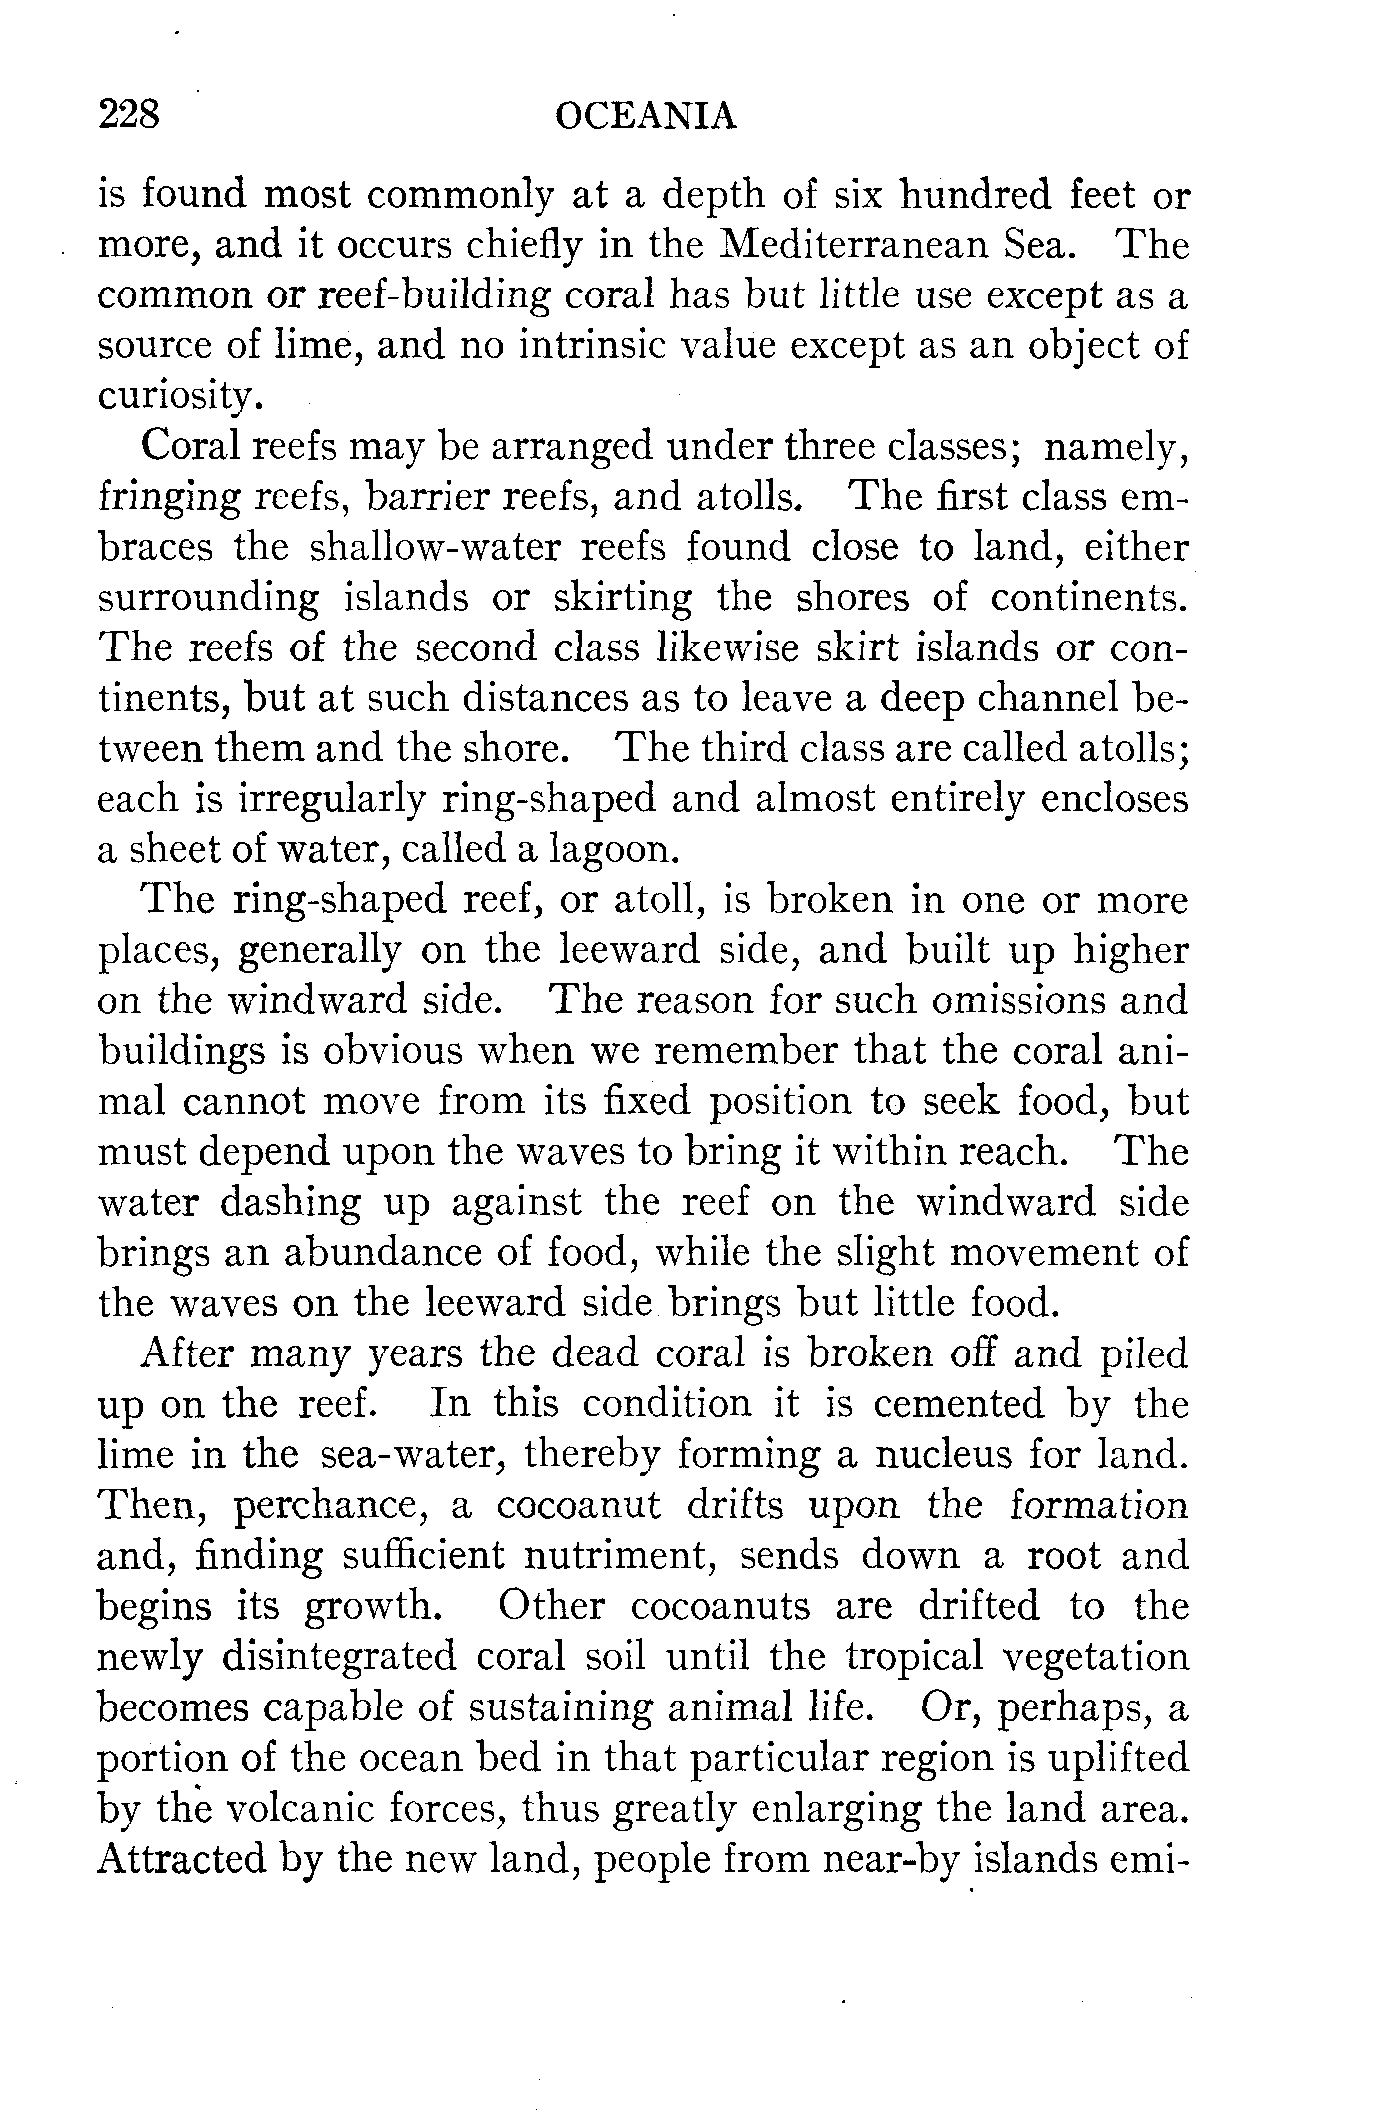 228 OCEANIA
is found most commonly at a depth of six hundred feet or
more, and it occurs chiefly in the Mediterranean Sea. The
common or reef-building coral has but little use except as a
source of lime, and no intrinsic value except as an object of
curiosity.
Coral reefs may be arranged under three classes; namely,
fringing reefs, barrier reefs, and atolls. The first class em-
braces the shallow-water reefs found close to land, either
surrounding islands or skirting the shores of continents.
The reefs of the second class likewise skirt islands or con-
tinents, but at such distances as to leave a deep channel be-
tween them and the shore. The third class are called atolls;
each is irregularly ring-shaped and almost entirely encloses
a sheet of water, called a lagoon.
The ring-shaped reef, or atoll, is broken in one or more
places, generally on the leeward side, and built up higher
on the windward side. The reason for such omissions and
buildings is obvious when we remember that the coral ani-
mal cannot move from its fixed position to seek food, but
must depend upon the waves to bring it within reach. The
water dashing up against the reef on the windward side
brings an abundance of food, while the slight movement of
the waves on the leeward side brings but little food.
After many years the dead coral is broken off and piled
up on the reef. In this condition it is cemented by the
lime in the sea-water, thereby forming a nucleus for land.
Then, perchance, a cocoanut drifts upon the formation
and, finding sufficient nutriment, sends down a root and
begins its growth. Other cocoanuts are drifted to the
newly disintegrated coral soil until the tropical vegetation
becomes capable of sustaining animal life. Or, perhaps, a
portion of the ocean bed in that particular region is uplifted
by the volcanic forces, thus greatly enlarging the land area.
Attracted by the new land, people from near-by islands emi-